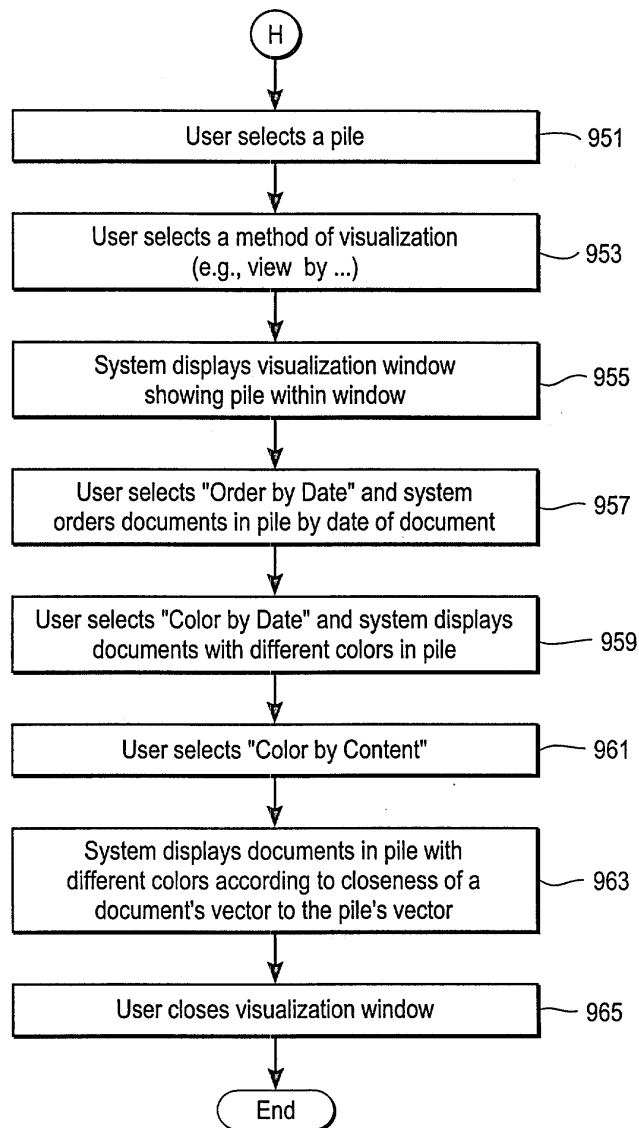 H
User selects a pile
951
User selects a method of visualization
(e.g., view by ...)
953
System displays visualization window
showing pile within window
955
User selects "Order by Date" and system
orders documents in pile by date of document
957
User selects "Color by Date" and system displays
documents with different colors in pile
959
User selects "Color by Content"
961
System displays documents in pile with
different colors according to closeness of a
document's vector to the pile's vector
963
User closes visualization window
965
End